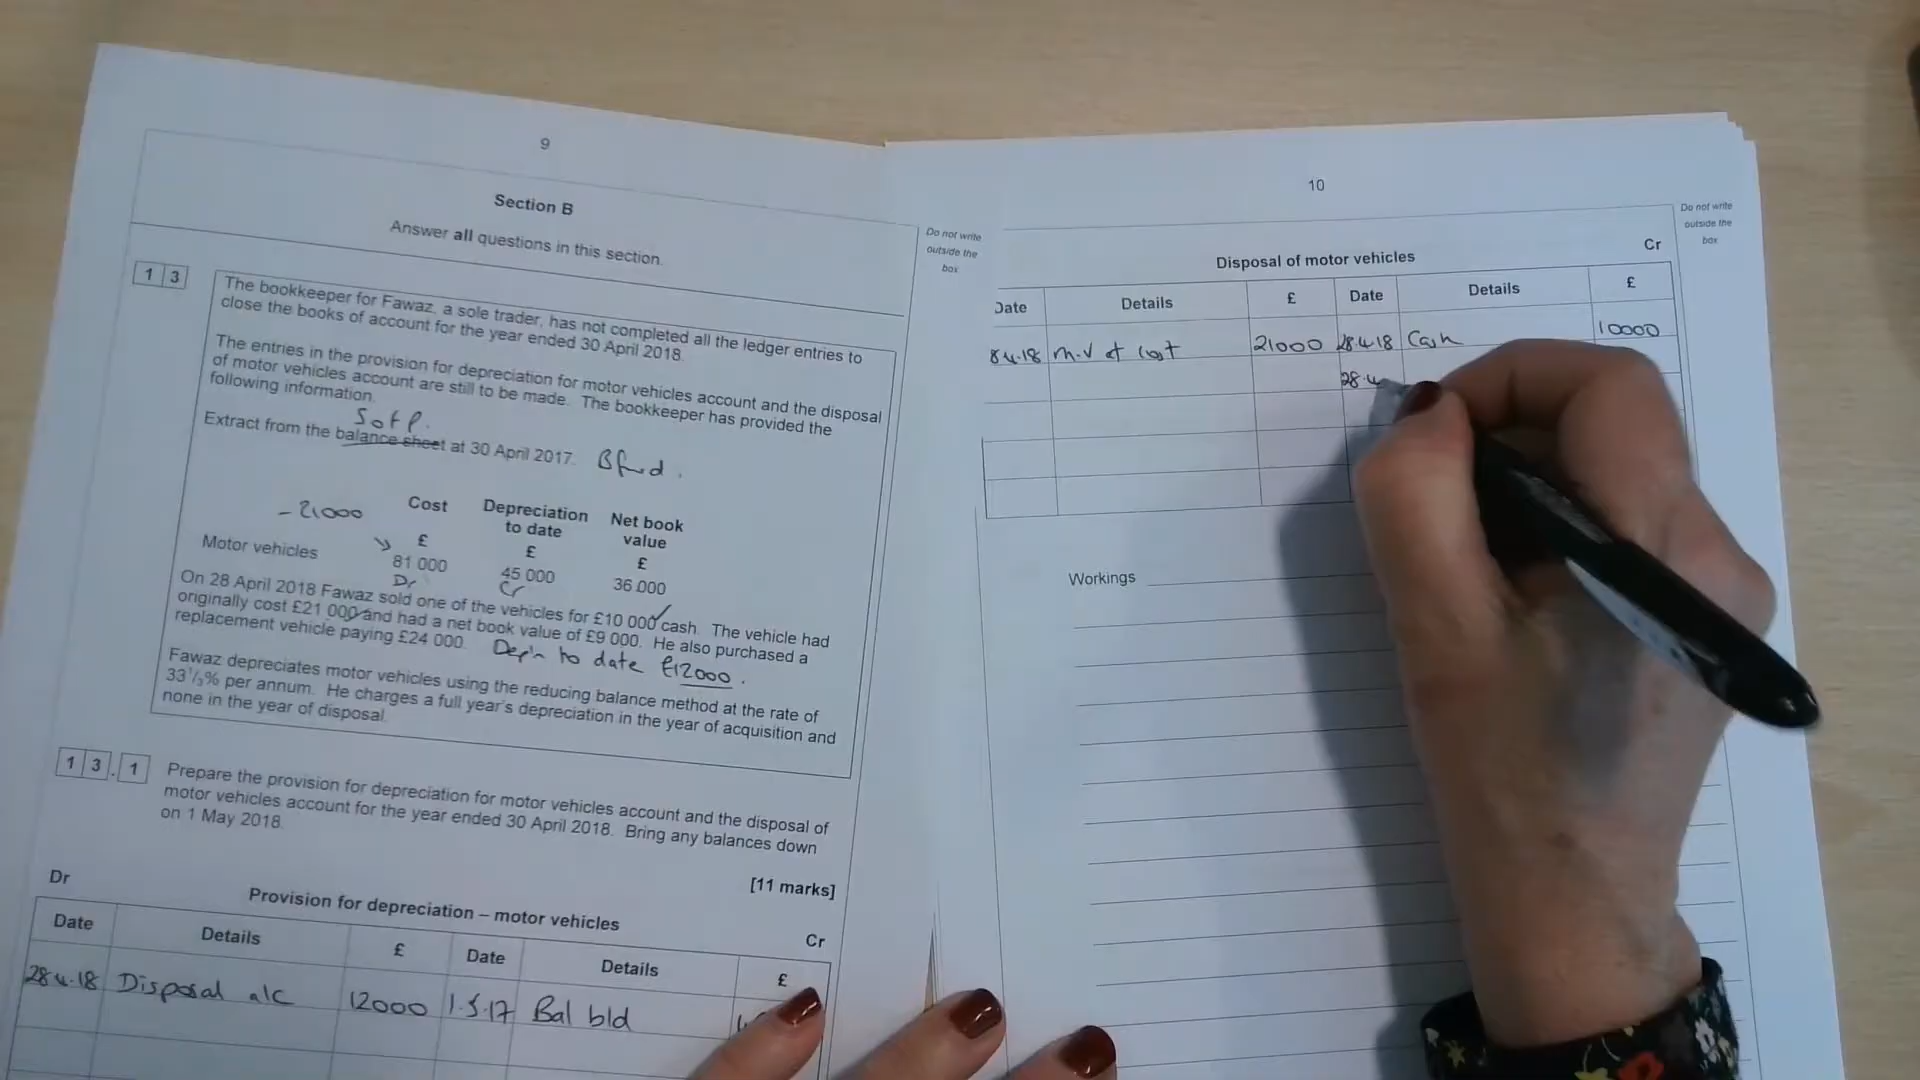 9
Section B
Answer all questions in this section.
Do not write
outside the
box
1 3
The bookkeeper for Fawaz, a sole trader, has not completed all the ledger entries to
close the books of account for the year ended 30 April 2018.
The entries in the provision for depreciation for motor vehicles account and the disposal
of motor vehicles account are still to be made. The bookkeeper has provided the
following information.
SofP.
Extract from the balance sheet at 30 April 2017. Bfwd.
- 21000
Cost Depreciation to date Net book value
£ £ £
Motor vehicles 81 000 45 000 36 000
Dr Cr
On 28 April 2018 Fawaz sold one of the vehicles for £10 000 cash. The vehicle had
originally cost £21 000 and had a net book value of £9 000. He also purchased a
replacement vehicle paying £24 000. Dep'n to date £12000.
Fawaz depreciates motor vehicles using the reducing balance method at the rate of
33 1/3% per annum. He charges a full year's depreciation in the year of acquisition and
none in the year of disposal.
1 3 . 1
Prepare the provision for depreciation for motor vehicles account and the disposal of
motor vehicles account for the year ended 30 April 2018. Bring any balances down
on 1 May 2018.
[11 marks]
Dr Provision for depreciation – motor vehicles Cr
Date Details £ Date Details £
28.4.18 Disposal a/c 12000 1.5.17 Bal b/d
10
Do not write
outside the
box
Disposal of motor vehicles Cr
Date Details £ Date Details £
8.4.18 m.v at cost 21000 28.4.18 Cash 10000
28.4
Workings